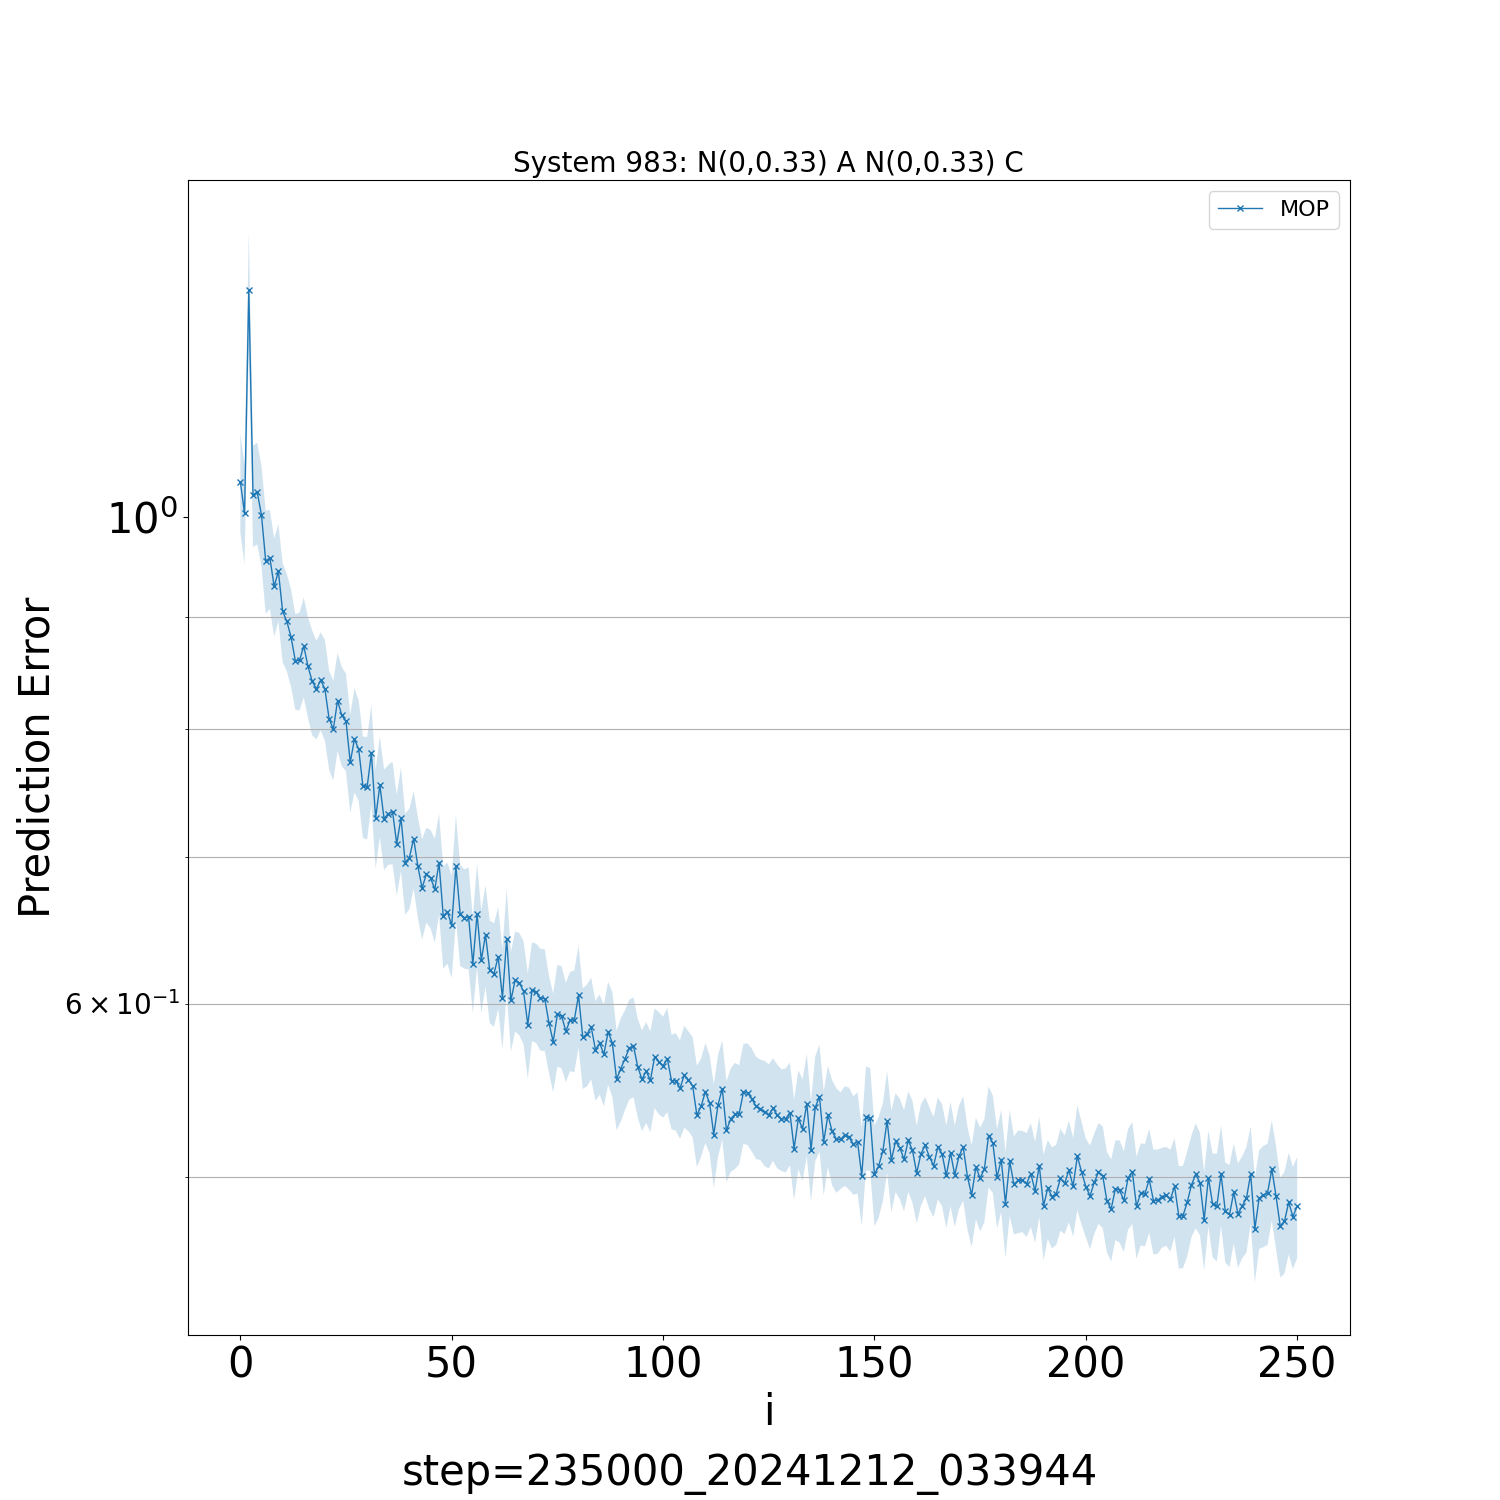 System 983: N(0,0.33) A N(0,0.33) C
MOP
10⁰
6 × 10⁻¹
Prediction Error
0 50 100 150 200 250
i
step=235000_20241212_033944